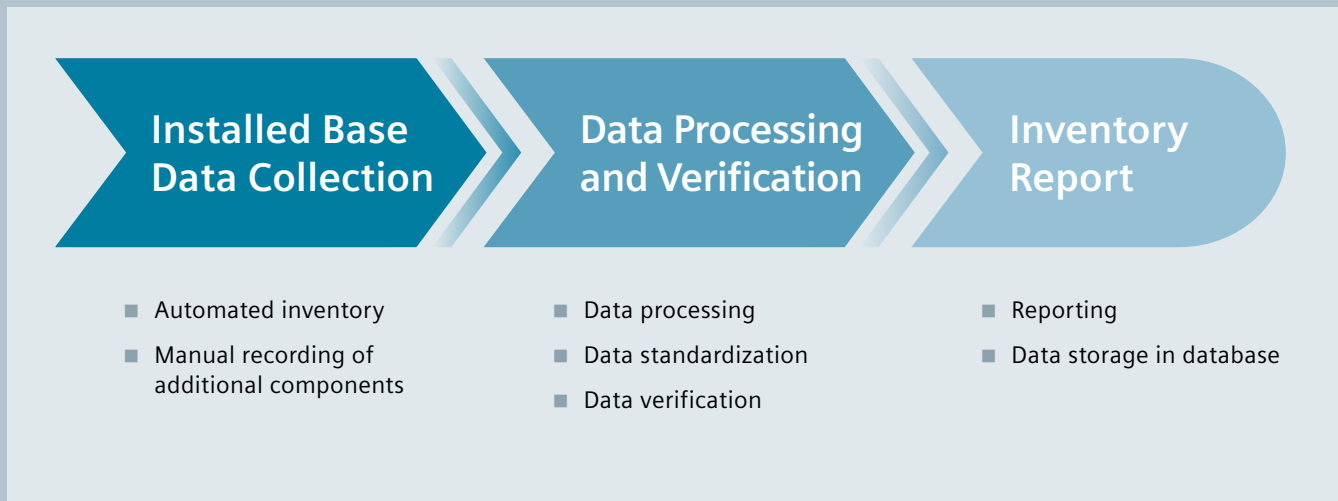 Installed Base
Data Collection
Data Processing
and Verification
Inventory
Report
Automated inventory
Manual recording of
additional components
Data processing
Data standardization
Data verification
Reporting
Data storage in database